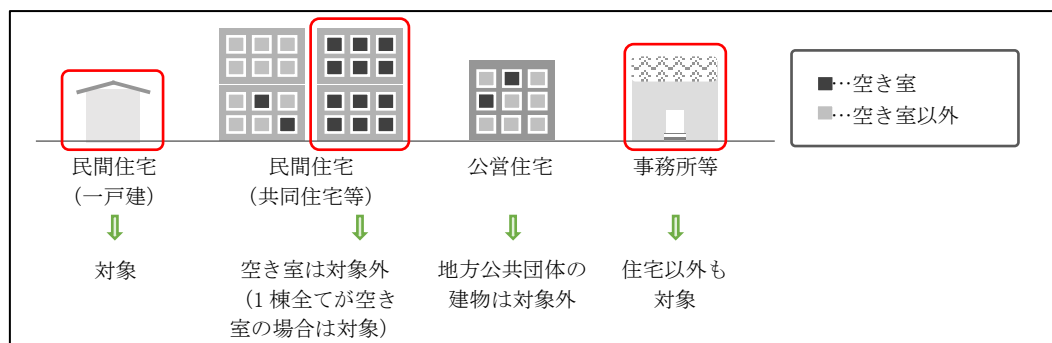 ■…空き室
■…空き室以外
民間住宅
（一戸建）
民間住宅
（共同住宅等）
公営住宅
事務所等
対象
空き室は対象外
（1 棟全てが空き
室の場合は対象）
地方公共団体の
建物は対象外
住宅以外も
対象